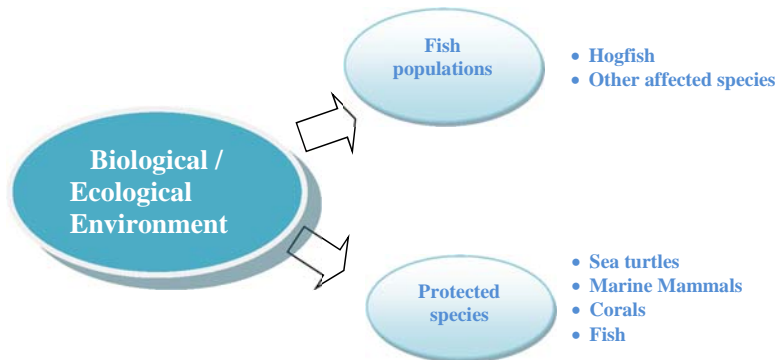 Biological /
Ecological
Environment
Fish
populations
• Hogfish
• Other affected species
Protected
species
• Sea turtles
• Marine Mammals
• Corals
• Fish